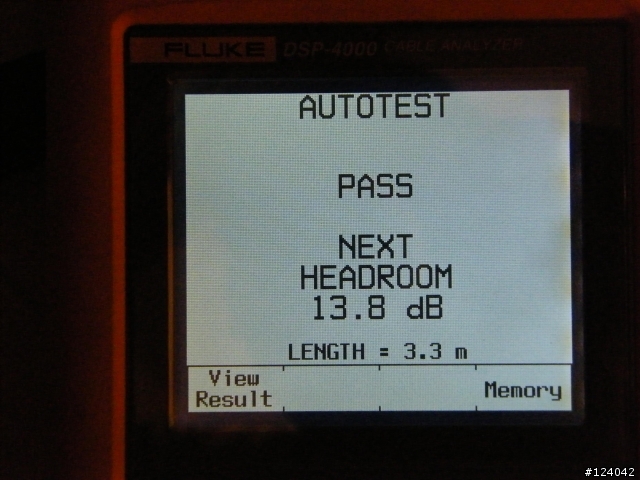 FLUKE DSP-4000 CABLE ANALYZER
AUTOTEST
PASS
NEXT
HEADROOM
13.8 dB
LENGTH = 3.3 m
View
Result
Memory
#124042